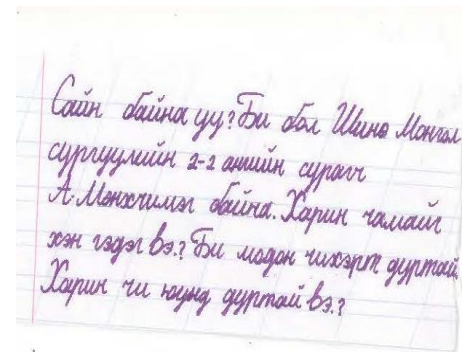 Сайн байна уу? Би бол Шинэ Монгол
сургуулийн 2-2 ангийн сурагч
А. Мөнхчимэг байна. Харин чамайг
хэн гэдэг вэ.? Би модон чихэрт дуртай.
Харин чи юунд дуртай вэ.?